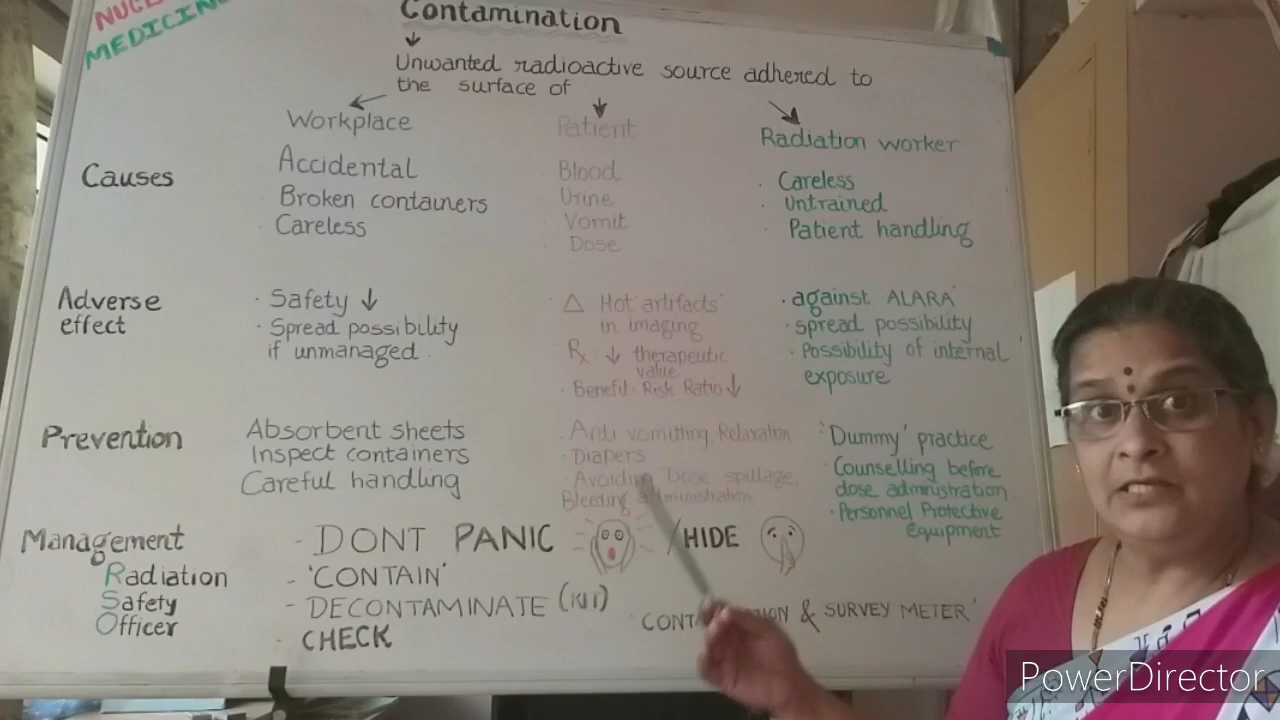 MEDICIN
Contamination
Unwanted radioactive source adhered to
the surface of
Workplace
Patient
Radiation worker
Causes
Accidental
Broken containers
Careless
Blood
Urine
Vomit
Dose
Careless
Untrained
Patient handling
Adverse
effect
· Safety ↓
· Spread possibility
if unmanaged.
△ Hot artifacts
in imaging
Rx ↓ therapeutic
value
· Benefit: Risk Ratio ↓
· against ALARA
· spread possibility
· Possibility of internal
exposure
Prevention
Absorbent sheets
Inspect containers
Careful handling
Anti vomitting Relaxation
· Diapers
· Avoiding Dose spillage,
Bleeding
'Dummy' practice
· Counselling before
dose administration
· Personnel Protective
Equipment
Management
Radiation
Safety
Officer
- DONT PANIC /HIDE
- 'CONTAIN'
- DECONTAMINATE (Kit)
- CHECK
& SURVEY METER'
PowerDirector